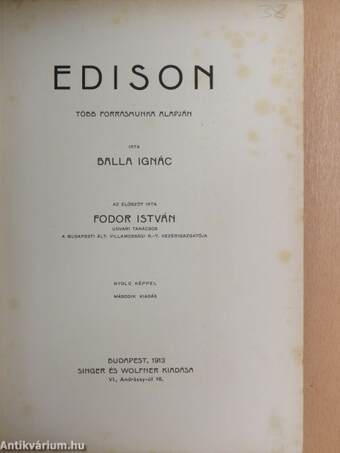 38
EDISON
TÖBB FORRÁSMUNKA ALAPJÁN
IRTA
BALLA IGNÁC
AZ ELŐSZÓT IRTA
FODOR ISTVÁN
UDVARI TANÁCSOS
A BUDAPESTI ÁLT. VILLAMOSSÁGI R.-T. VEZÉRIGAZGATÓJA
NYOLC KÉPPEL
MÁSODIK KIADÁS
BUDAPEST, 1913
SINGER ÉS WOLFNER KIADÁSA
VI., Andrássy-út 16.
Antikvárium.hu